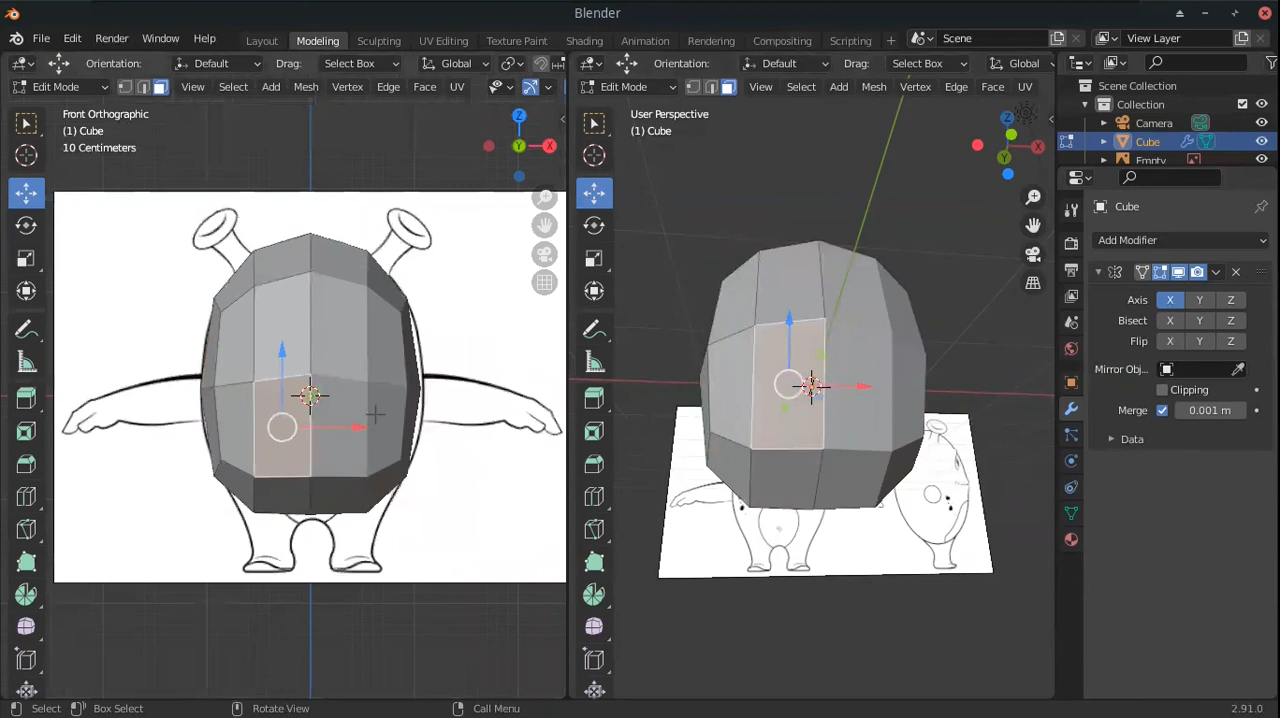 Blender
File Edit Render Window Help Layout Modeling Sculpting UV Editing Texture Paint Shading Animation Rendering Compositing Scripting + Scene View Layer
Orientation: Default Drag: Select Box Global
Orientation: Default Drag: Select Box Global
Edit Mode View Select Add Mesh Vertex Edge Face UV
Edit Mode View Select Add Mesh Vertex Edge Face UV
Front Orthographic
(1) Cube
10 Centimeters
Z
Y
X
User Perspective
(1) Cube
Z
Y
X
Scene Collection
Collection
Camera
Cube
Empty
Cube
Add Modifier
Axis X Y Z
Bisect X Y Z
Flip X Y Z
Mirror Obj...
Clipping
Merge 0.001 m
Data
Select Box Select Rotate View Call Menu 2.91.0